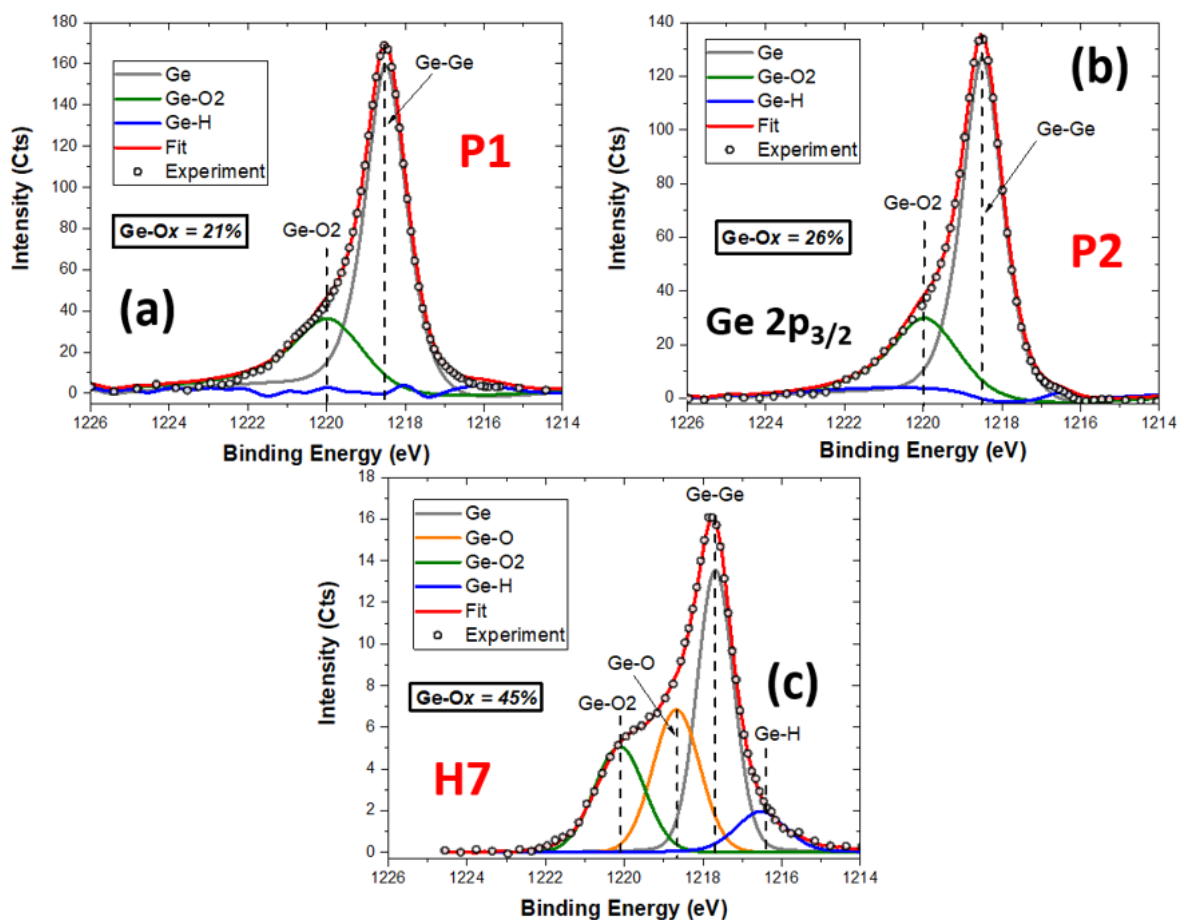 180
160
140
120
100
80
60
40
20
0
Intensity (Cts)
Ge
Ge-O2
Ge-H
Fit
Experiment
Ge-Ge
P1
Ge-Ox = 21%
Ge-O2
(a)
1226
1224
1222
1220
1218
1216
1214
Binding Energy (eV)
140
120
100
80
60
40
20
0
Intensity (Cts)
Ge
Ge-O2
Ge-H
Fit
Experiment
(b)
Ge-Ge
Ge-O2
Ge-Ox = 26%
P2
Ge 2p3/2
1226
1224
1222
1220
1218
1216
1214
Binding Energy (eV)
18
16
14
12
10
8
6
4
2
0
Intensity (Cts)
Ge
Ge-O
Ge-O2
Ge-H
Fit
Experiment
Ge-Ge
Ge-O
Ge-Ox = 45%
Ge-O2
(c)
Ge-H
H7
1226
1224
1222
1220
1218
1216
1214
Binding Energy (eV)